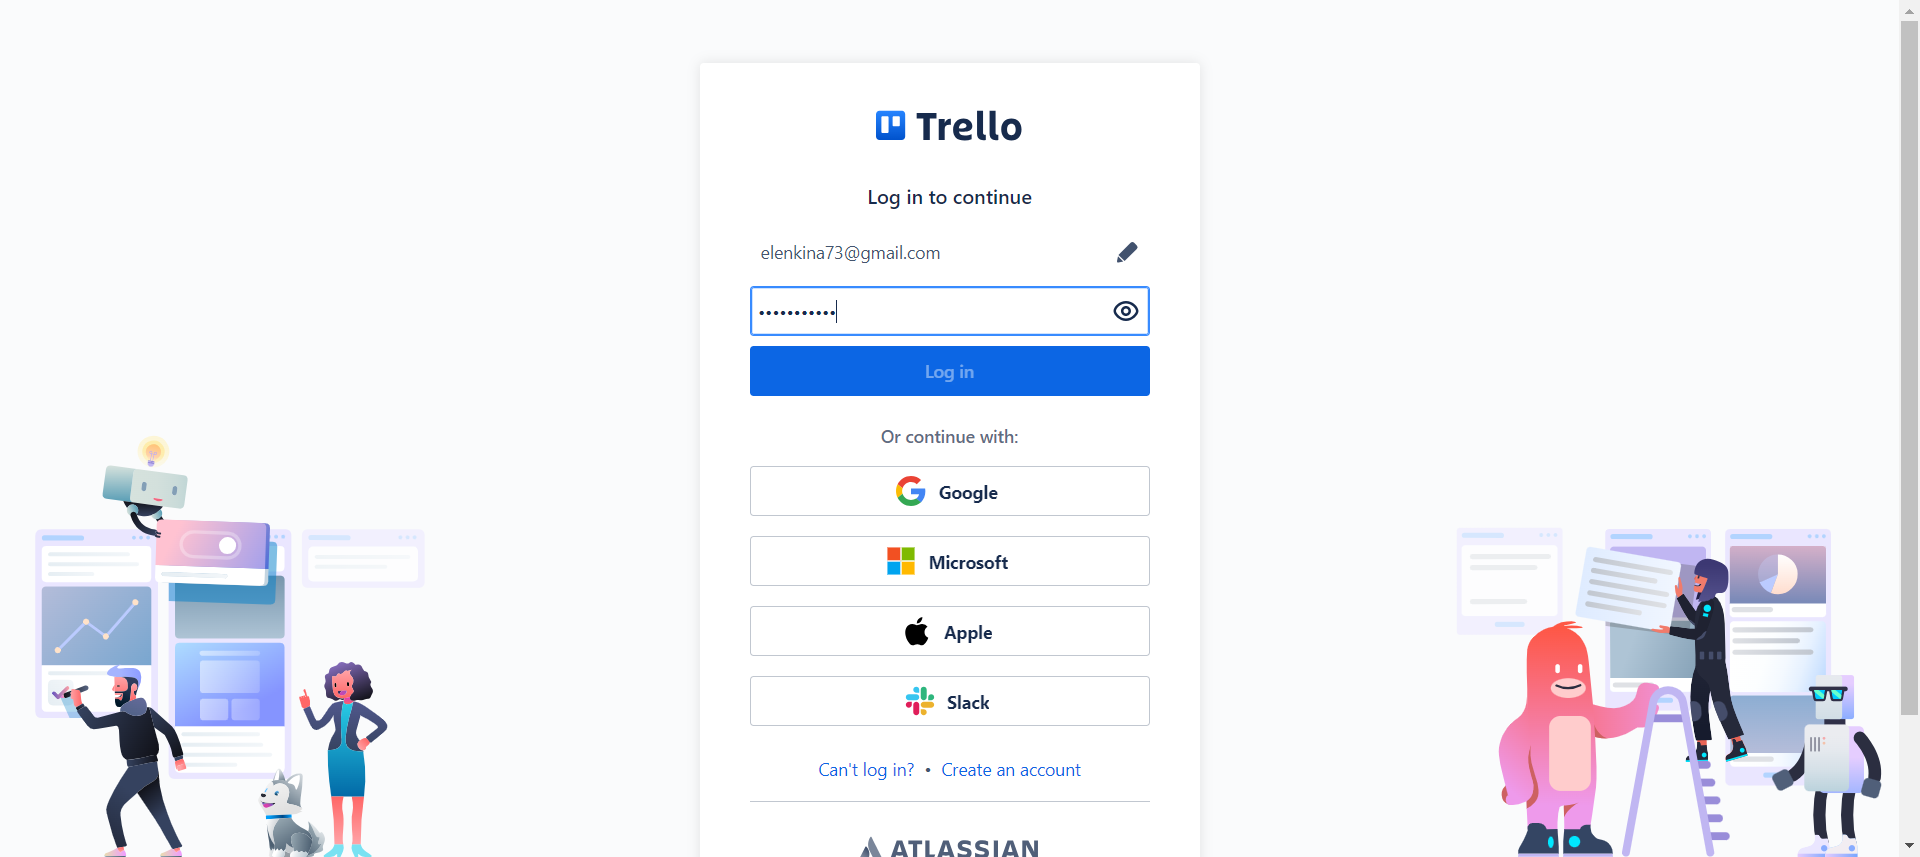 Trello
Log in to continue
elenkina73@gmail.com
•••••••••••
Log in
Or continue with:
Google
Microsoft
Apple
Slack
Can't log in? • Create an account
ATLASSIAN